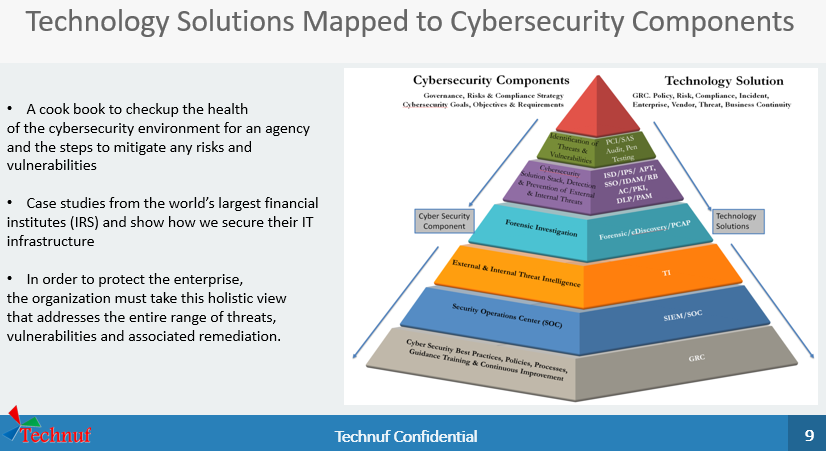 Technology Solutions Mapped to Cybersecurity Components
• A cook book to checkup the health
of the cybersecurity environment for an agency
and the steps to mitigate any risks and
vulnerabilities
• Case studies from the world's largest financial
institutes (IRS) and show how we secure their IT
infrastructure
• In order to protect the enterprise,
the organization must take this holistic view
that addresses the entire range of threats,
vulnerabilities and associated remediation.
Cybersecurity Components
Governance, Risks & Compliance Strategy
Cybersecurity Goals, Objectives & Requirements
Technology Solution
GRC. Policy, Risk, Compliance, Incident,
Enterprise, Vendor, Threat, Business Continuity
Identification of
Threats &
Vulnerabilities
PCI/SAS
Audit, Pen
Testing
Cybersecurity
Solution Stack, Detection
& Prevention of External
& Internal Threats
ISD/IPS/ APT,
SSO/IDAM/RB
AC/PKI,
DLP/PAM
Cyber Security
Component
Technology
Solutions
Forensic Investigation
Forensic/eDiscovery/PCAP
External & Internal Threat Intelligence
TI
Security Operations Center (SOC)
SIEM/SOC
Cyber Security Best Practices, Policies, Processes,
Guidance Training & Continuous Improvement
GRC
Technuf
Technuf Confidential
9